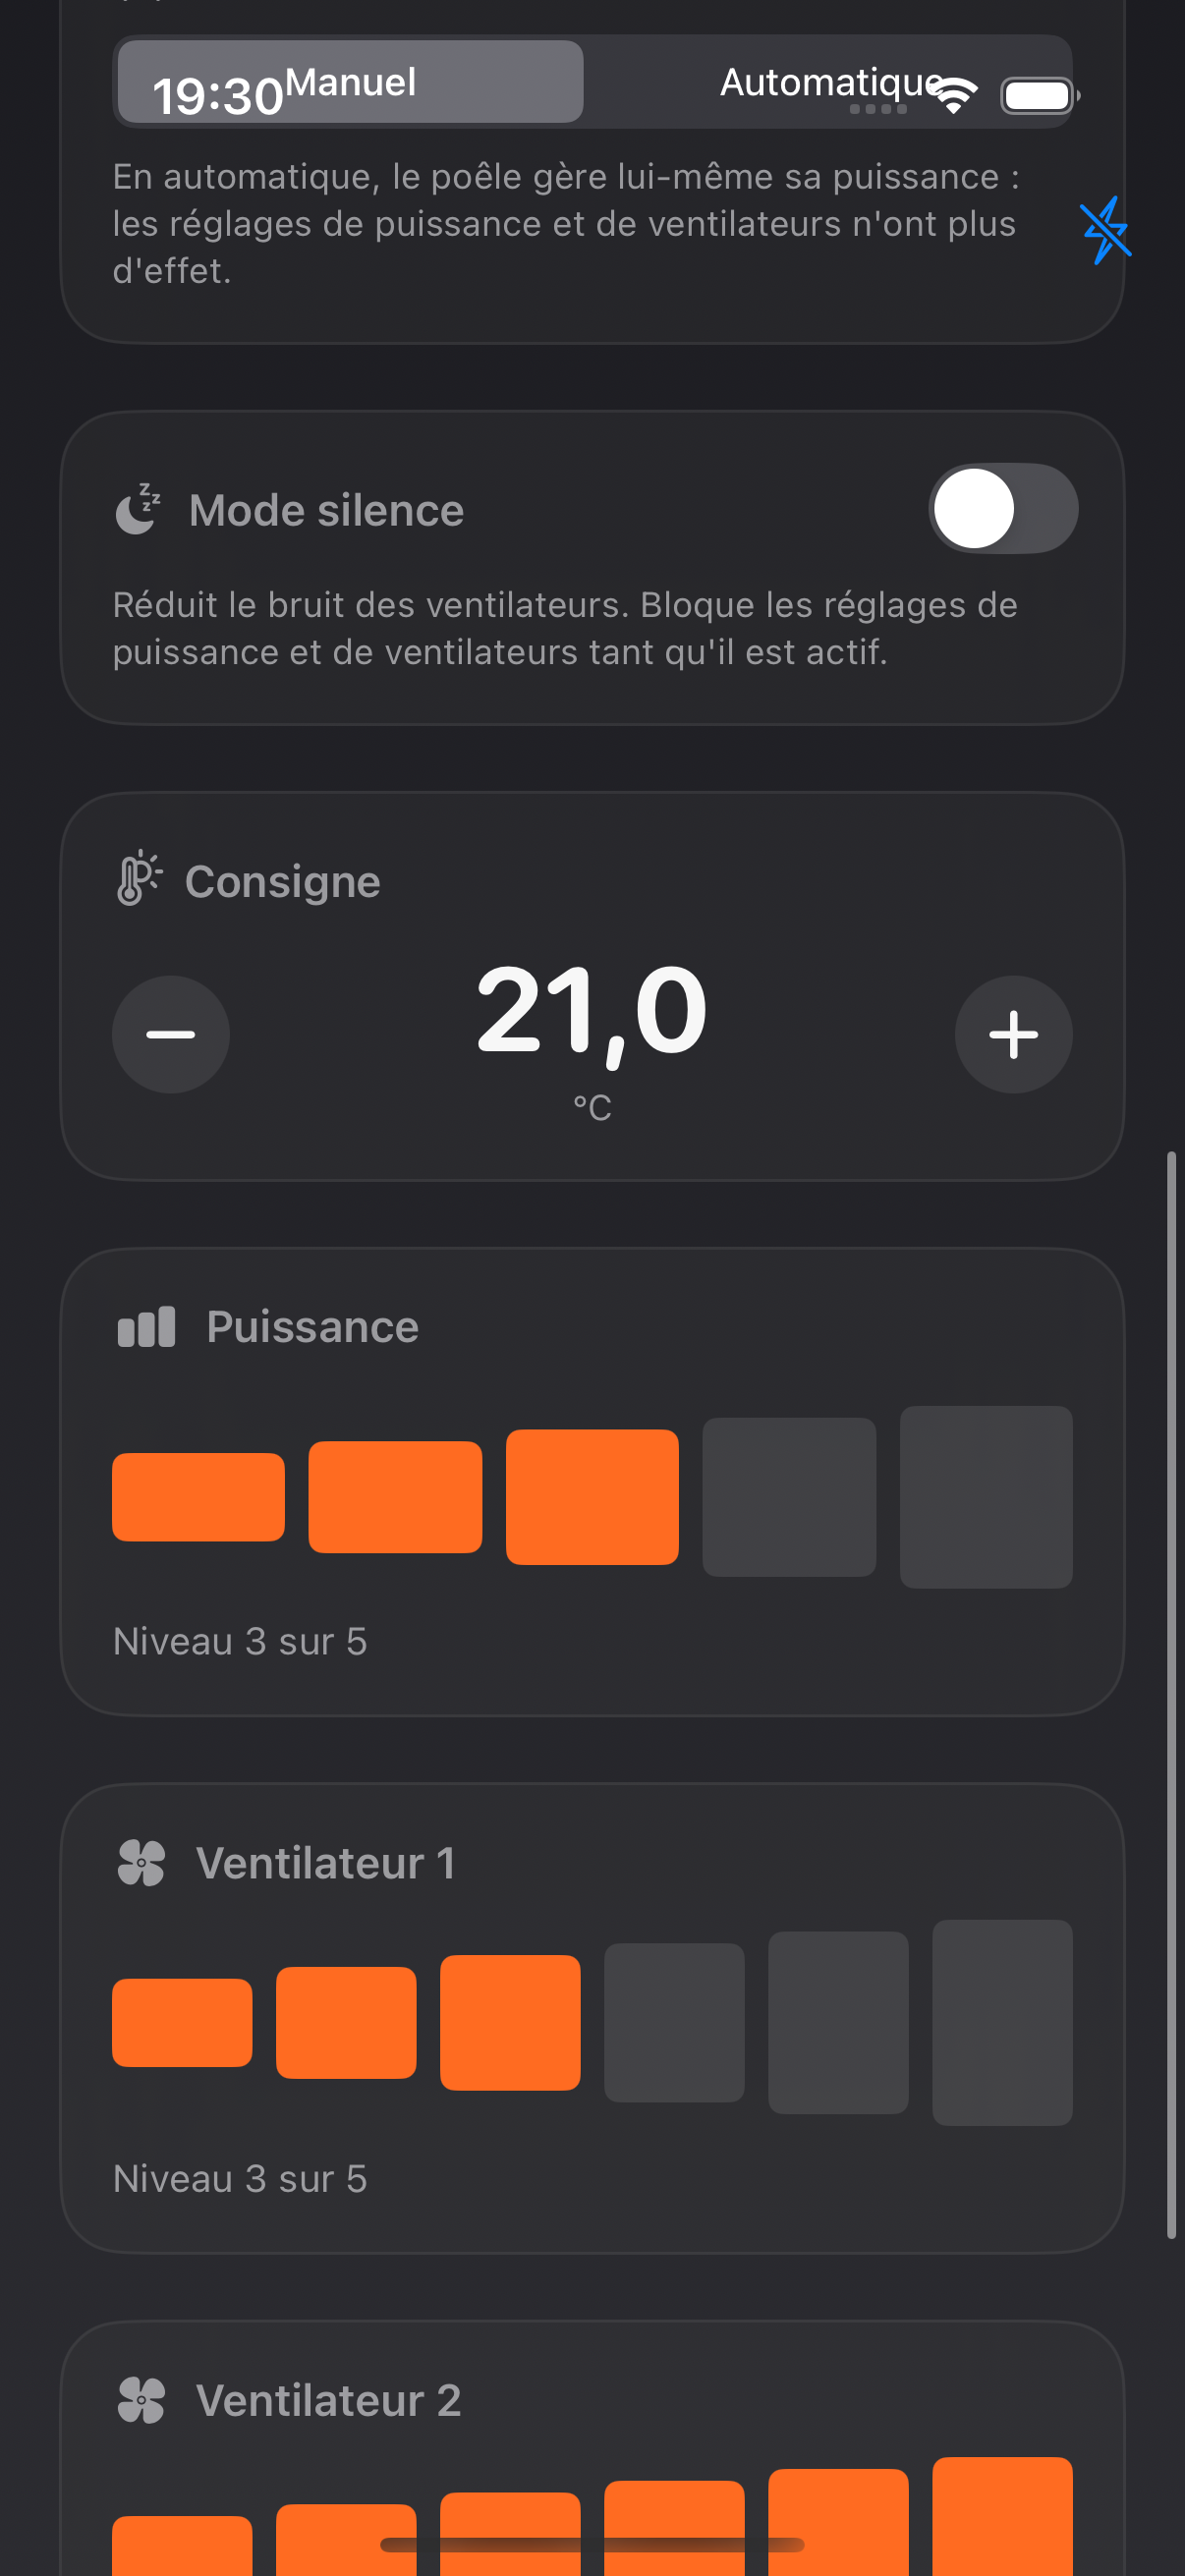 19:30
Manuel
Automatique
En automatique, le poêle gère lui-même sa puissance :
les réglages de puissance et de ventilateurs n'ont plus
d'effet.
Mode silence
Réduit le bruit des ventilateurs. Bloque les réglages de
puissance et de ventilateurs tant qu'il est actif.
Consigne
21,0
°C
Puissance
Niveau 3 sur 5
Ventilateur 1
Niveau 3 sur 5
Ventilateur 2